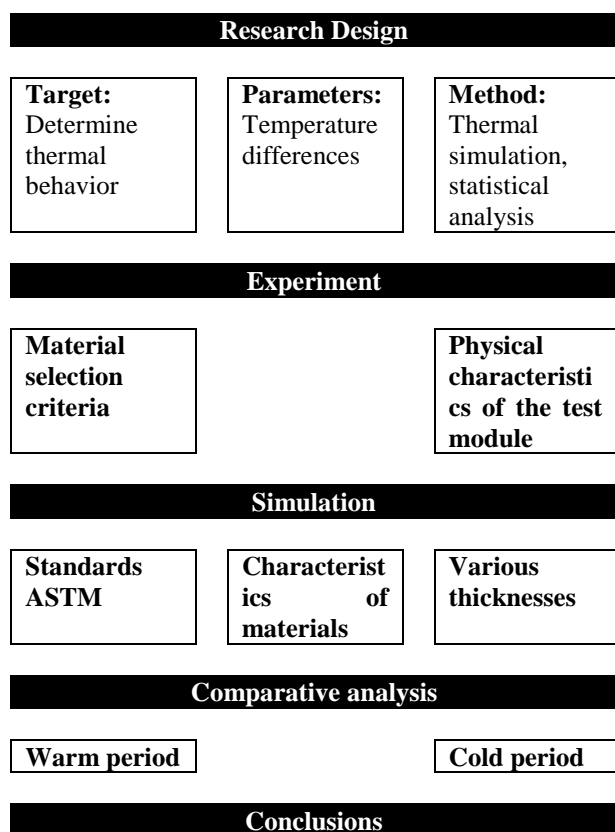 Research Design
Target:
Determine
thermal
behavior
Parameters:
Temperature
differences
Method:
Thermal
simulation,
statistical
analysis
Experiment
Material
selection
criteria
Physical
characteristi
cs of the test
module
Simulation
Standards
ASTM
Characterist
ics of
materials
Various
thicknesses
Comparative analysis
Warm period
Cold period
Conclusions